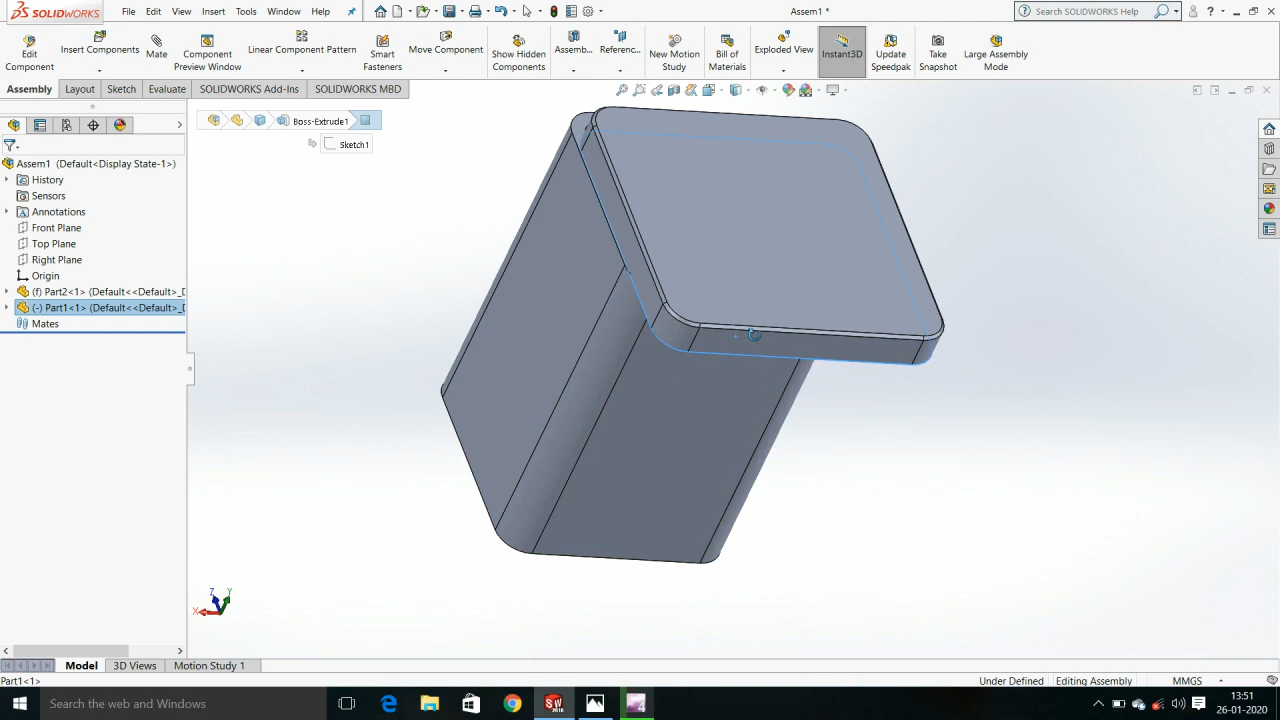 SOLIDWORKS
File Edit View Insert Tools Window Help
Assem1 *
Search SOLIDWORKS Help
Edit Component
Insert Components
Mate
Component Preview Window
Linear Component Pattern
Smart Fasteners
Move Component
Show Hidden Components
Assemb...
Referenc...
New Motion Study
Bill of Materials
Exploded View
Instant3D
Update Speedpak
Take Snapshot
Large Assembly Mode
Assembly Layout Sketch Evaluate SOLIDWORKS Add-Ins SOLIDWORKS MBD
Boss-Extrude1
Sketch1
Assem1 (Default<Display State-1>)
History
Sensors
Annotations
Front Plane
Top Plane
Right Plane
Origin
(f) Part2<1> (Default<<Default>_D
(-) Part1<1> (Default<<Default>_D
Mates
Z
Y
X
Model 3D Views Motion Study 1
Part1<1>
Under Defined Editing Assembly MMGS
Search the web and Windows
SW
2016
13:51
26-01-2020